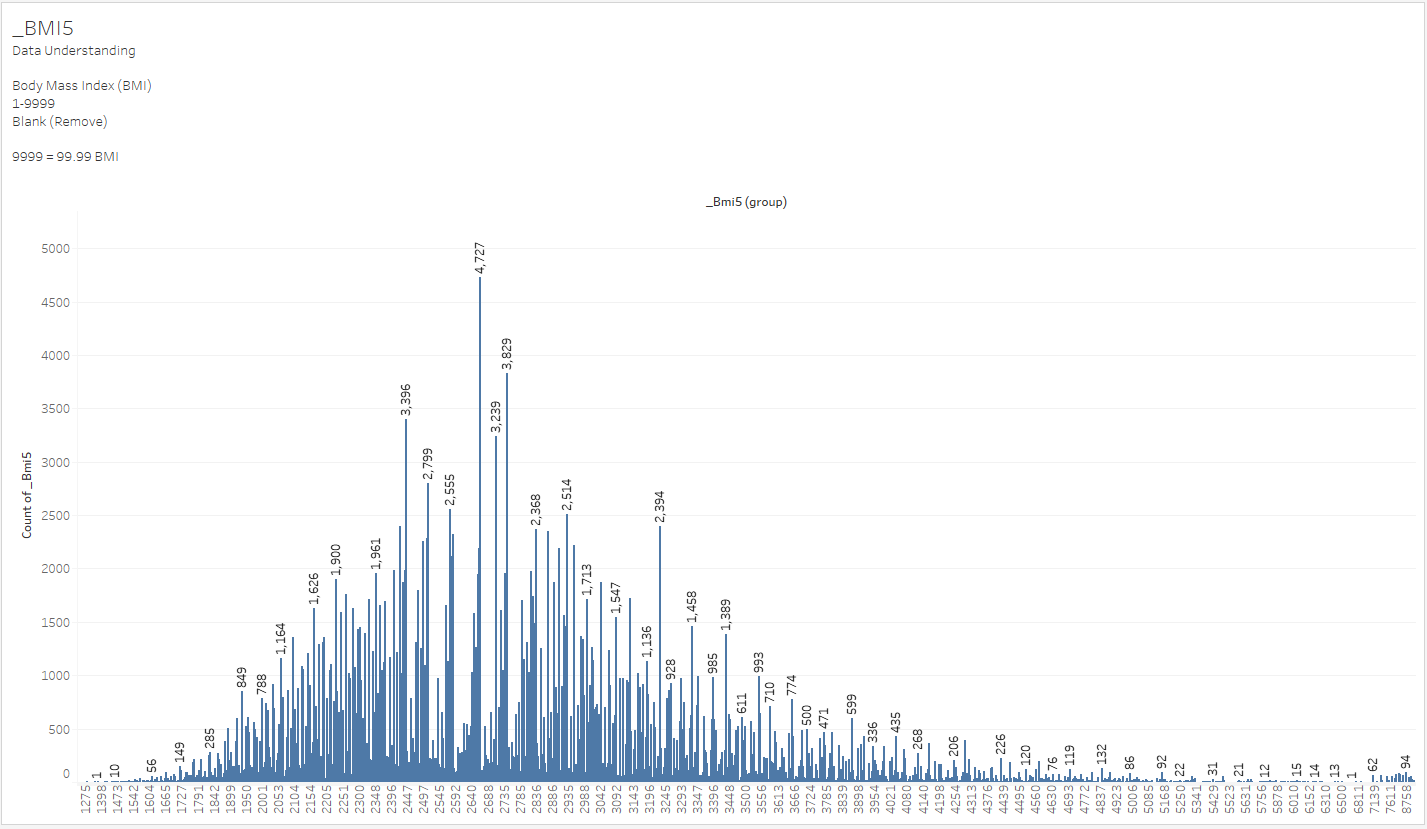 _BMI5
Data Understanding
Body Mass Index (BMI)
1-9999
Blank (Remove)
9999 = 99.99 BMI
_Bmi5 (group)
Count of _Bmi5
5000
4500
4000
3500
3000
2500
2000
1500
1000
500
0
1 10 56 149 285 849 788 1,164 1,626 1,900 1,961 3,396 2,799 2,555 4,727 3,239 3,829 2,368 2,514 1,713 1,547 1,136 2,394 928 1,458 985 1,389 611 993 710 774 500 471 599 336 435 268 206 226 120 76 119 132 86 92 22 31 21 12 15 14 13 1 62 94
1275 1398 1473 1542 1604 1665 1727 1791 1842 1899 1950 2001 2053 2104 2154 2205 2251 2300 2348 2396 2447 2497 2545 2592 2640 2688 2735 2785 2836 2886 2935 2988 3042 3092 3143 3196 3245 3293 3347 3396 3448 3500 3556 3613 3666 3724 3785 3839 3898 3954 4021 4080 4140 4198 4254 4313 4376 4439 4495 4560 4630 4693 4772 4837 4923 5006 5085 5168 5250 5341 5429 5523 5631 5756 5878 6010 6152 6310 6500 6811 7139 7611 8758